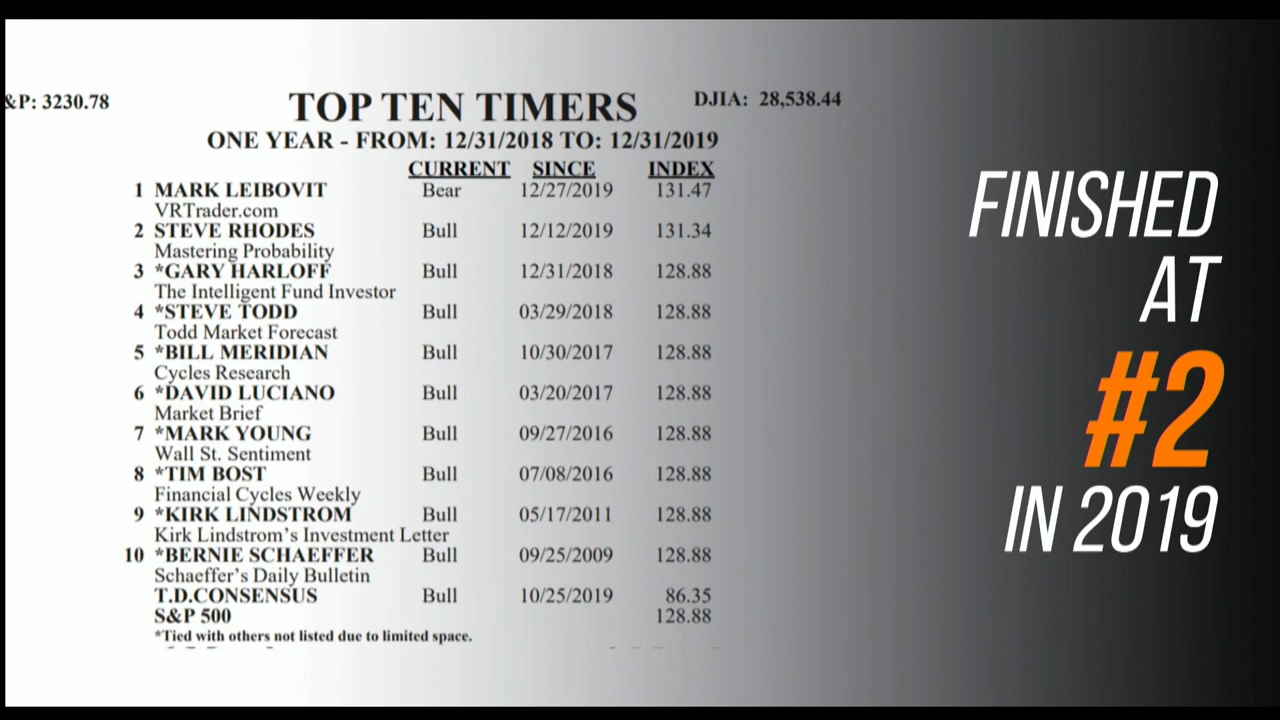 &P: 3230.78
TOP TEN TIMERS
DJIA: 28,538.44
ONE YEAR - FROM: 12/31/2018 TO: 12/31/2019
CURRENT SINCE INDEX
1 MARK LEIBOVIT Bear 12/27/2019 131.47
VRTrader.com
2 STEVE RHODES Bull 12/12/2019 131.34
Mastering Probability
3 *GARY HARLOFF Bull 12/31/2018 128.88
The Intelligent Fund Investor
4 *STEVE TODD Bull 03/29/2018 128.88
Todd Market Forecast
5 *BILL MERIDIAN Bull 10/30/2017 128.88
Cycles Research
6 *DAVID LUCIANO Bull 03/20/2017 128.88
Market Brief
7 *MARK YOUNG Bull 09/27/2016 128.88
Wall St. Sentiment
8 *TIM BOST Bull 07/08/2016 128.88
Financial Cycles Weekly
9 *KIRK LINDSTROM Bull 05/17/2011 128.88
Kirk Lindstrom's Investment Letter
10 *BERNIE SCHAEFFER Bull 09/25/2009 128.88
Schaeffer's Daily Bulletin
T.D.CONSENSUS Bull 10/25/2019 86.35
S&P 500 128.88
*Tied with others not listed due to limited space.
FINISHED
AT
#2
IN 2019